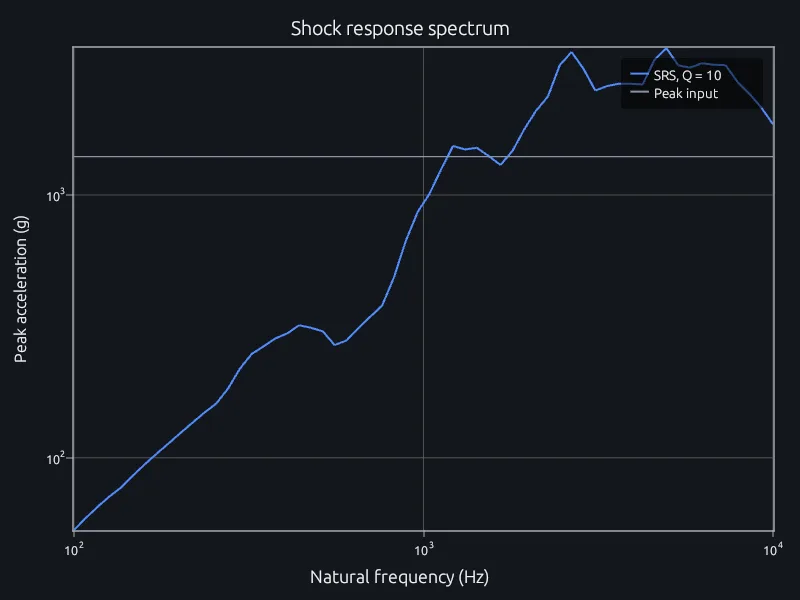 Shock response spectrum
SRS, Q = 10
Peak input
10³
10²
Peak acceleration (g)
10² 10³ 10⁴
Natural frequency (Hz)